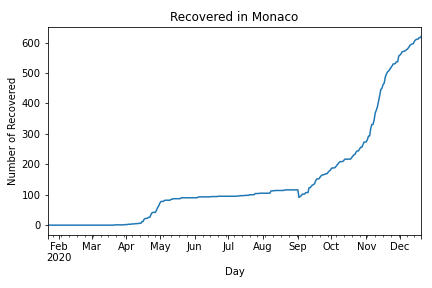 Recovered in Monaco
Number of Recovered
600
500
400
300
200
100
0
Feb Mar Apr May Jun Jul Aug Sep Oct Nov Dec
2020
Day